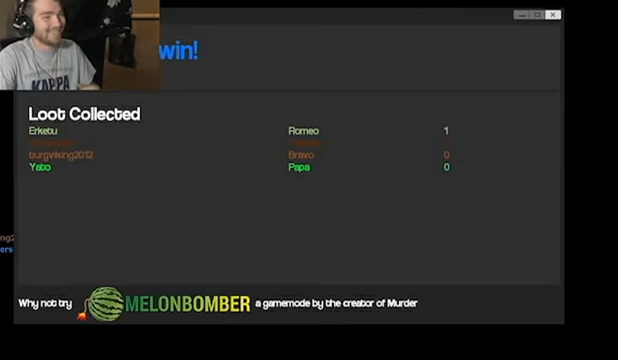 win!
KAPPA
Loot Collected
Erketu Romeo 1
burgviking2012 Bravo 0
Yato Papa 0
Why not try MELONBOMBER a gamemode by the creator of Murder